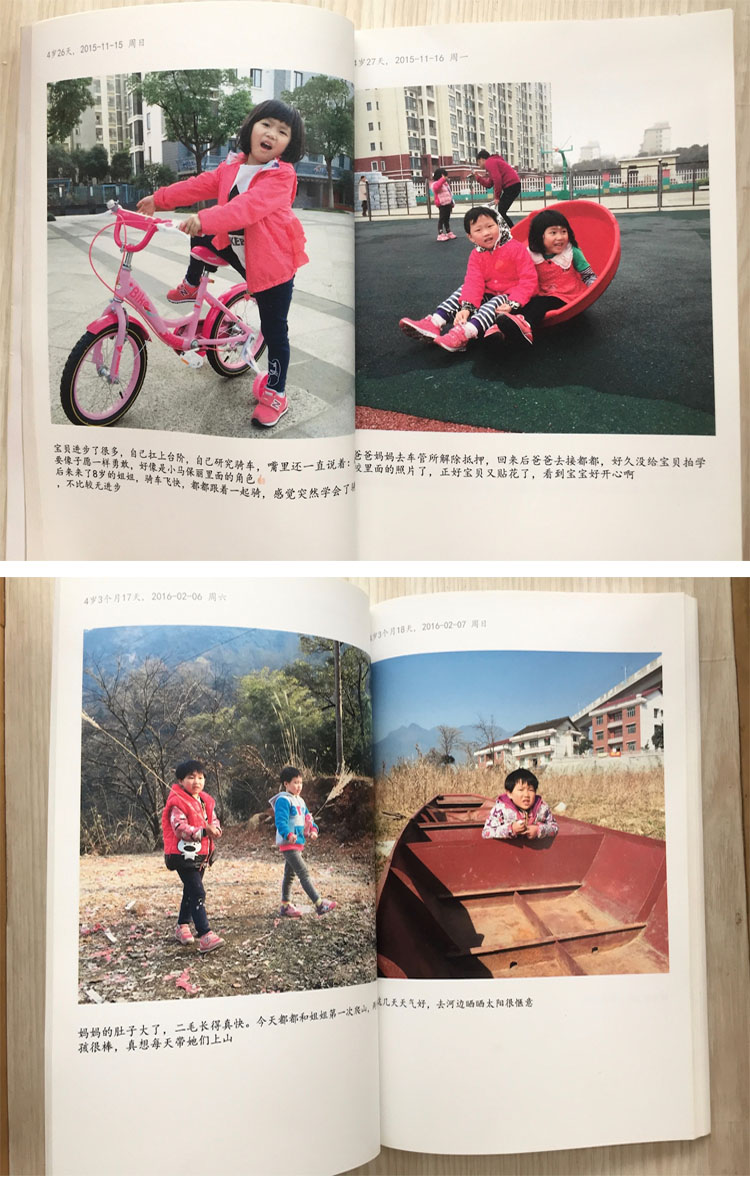 4岁26天, 2015-11-15 周日
宝贝进步了很多, 自己扛上台阶, 自己研究骑车, 嘴里还一直说着:
要像子愿一样勇敢, 好像是小马保丽里面的角色👍
后来来了8岁的姐姐, 骑车飞快, 都都跟着一起骑, 感觉突然学会了
, 不比较无进步
4岁27天, 2015-11-16 周一
爸爸妈妈去车管所解除抵押, 回来后爸爸去接都都, 好久没给宝贝拍学
校里面的照片了, 正好宝贝又贴花了, 看到宝宝好开心啊
4岁3个月17天, 2016-02-06 周六
妈妈的肚子大了, 二毛长得真快。今天都都和姐姐第一次爬山,
孩很棒, 真想每天带她们上山
4岁3个月18天, 2016-02-07 周日
几天天气好, 去河边晒晒太阳很惬意